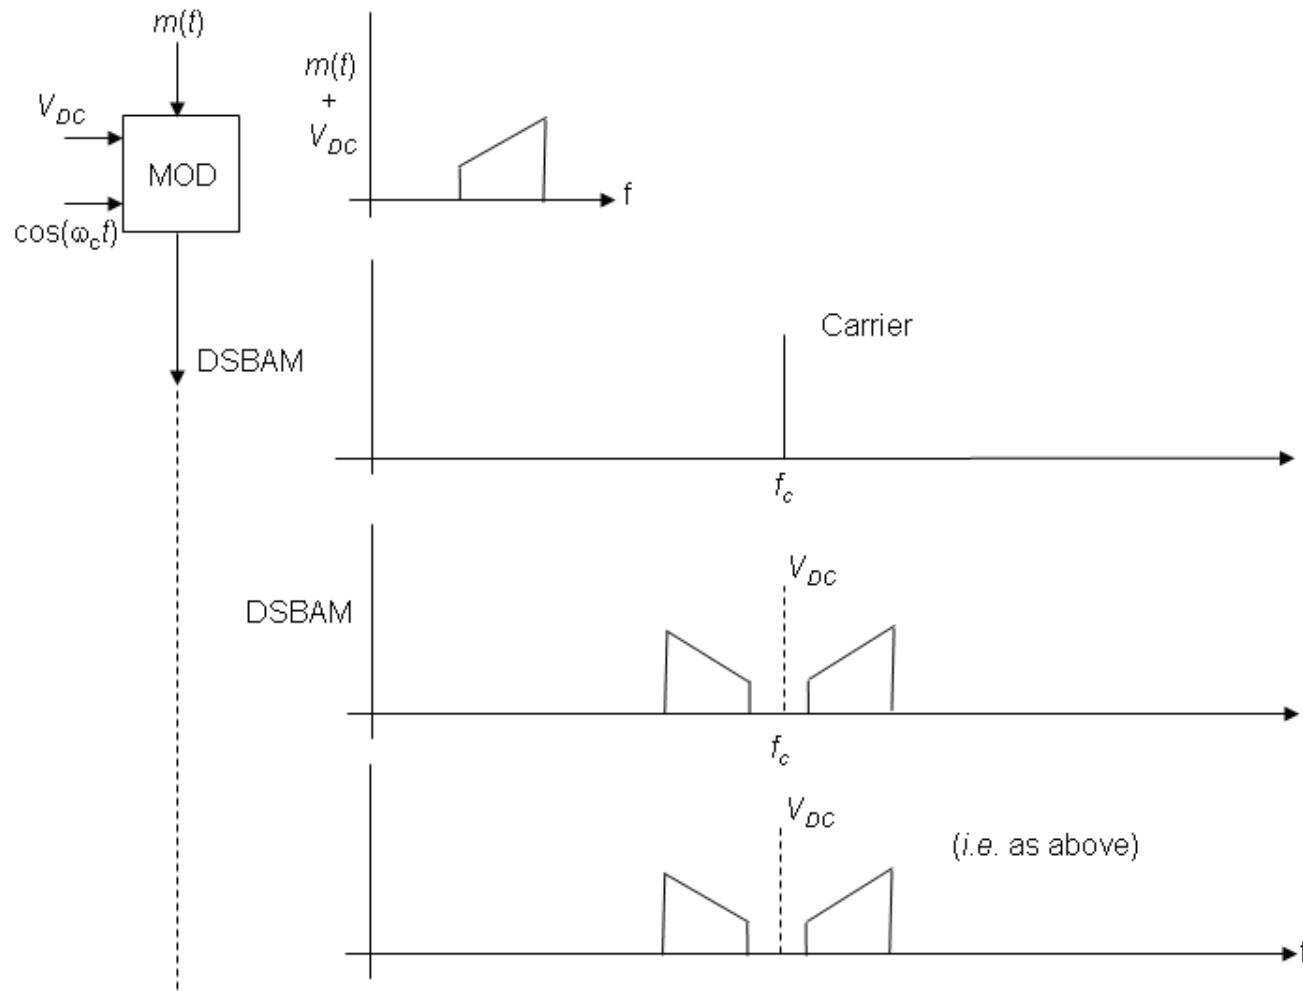 m(t)
V_DC
MOD
cos(ω_c t)
DSBAM
m(t)
+
V_DC
f
Carrier
f_c
V_DC
DSBAM
f_c
V_DC
(i.e. as above)
f